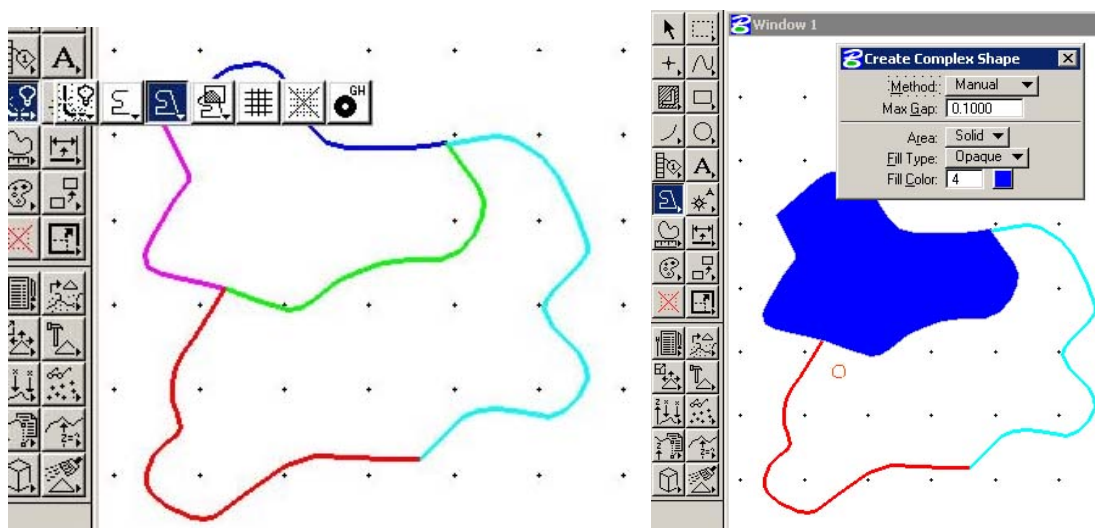 A
GH
Window 1
Create Complex Shape
Method: Manual
Max Gap: 0.1000
Area: Solid
Fill Type: Opaque
Fill Color: 4
A
A